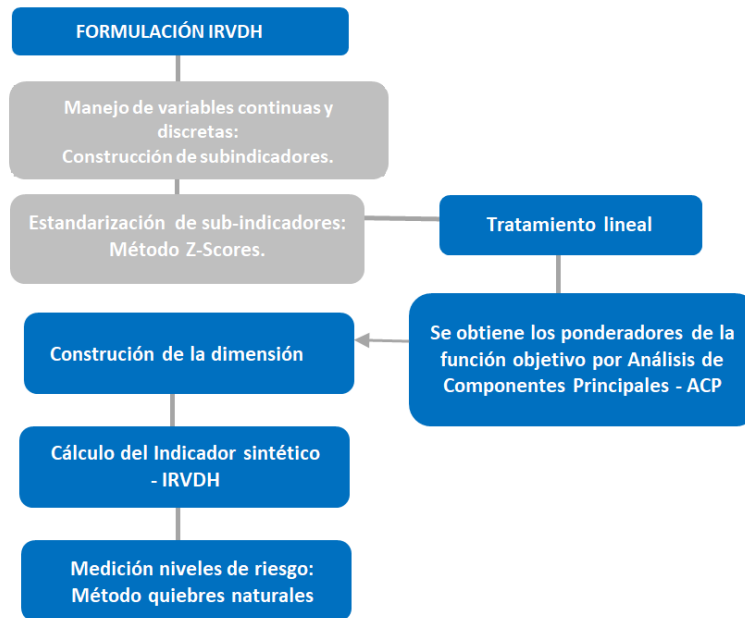 FORMULACIÓN IRVDH
Manejo de variables continuas y
discretas:
Construcción de subindicadores.
Estandarización de sub-indicadores:
Método Z-Scores.
Tratamiento lineal
Se obtiene los ponderadores de la
función objetivo por Análisis de
Componentes Principales - ACP
Construción de la dimensión
Cálculo del Indicador sintético
- IRVDH
Medición niveles de riesgo:
Método quiebres naturales